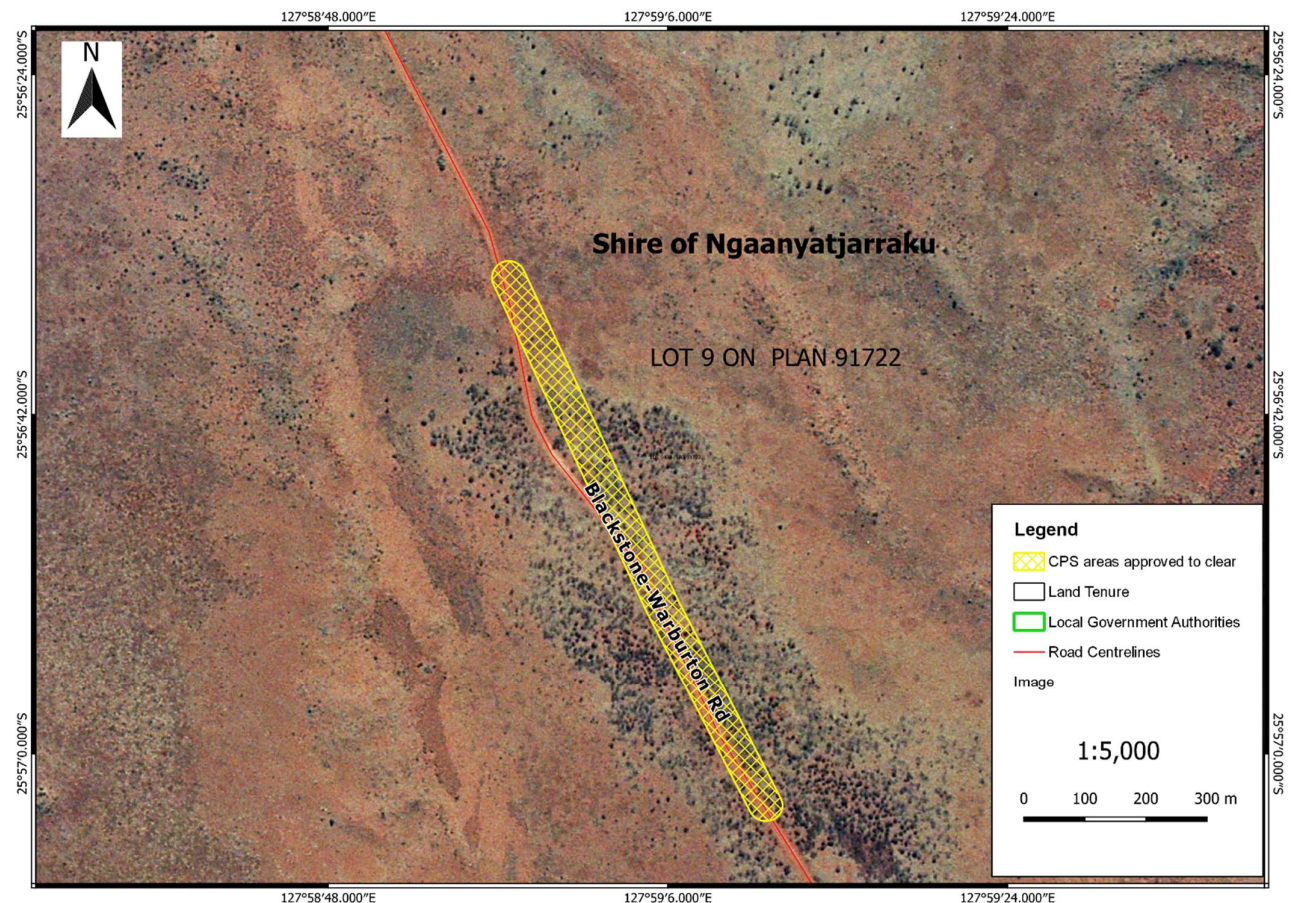 127°58′48.000″E
127°59′6.000″E
127°59′24.000″E
25°56′24.000″S
25°56′24.000″S
N
Shire of Ngaanyatjarraku
LOT 9 ON PLAN 91722
25°56′42.000″S
25°56′42.000″S
Blackstone-Warburton Rd
Legend
CPS areas approved to clear
Land Tenure
Local Government Authorities
Road Centrelines
Image
1:5,000
0 100 200 300 m
25°57′0.000″S
25°57′0.000″S
127°58′48.000″E
127°59′6.000″E
127°59′24.000″E